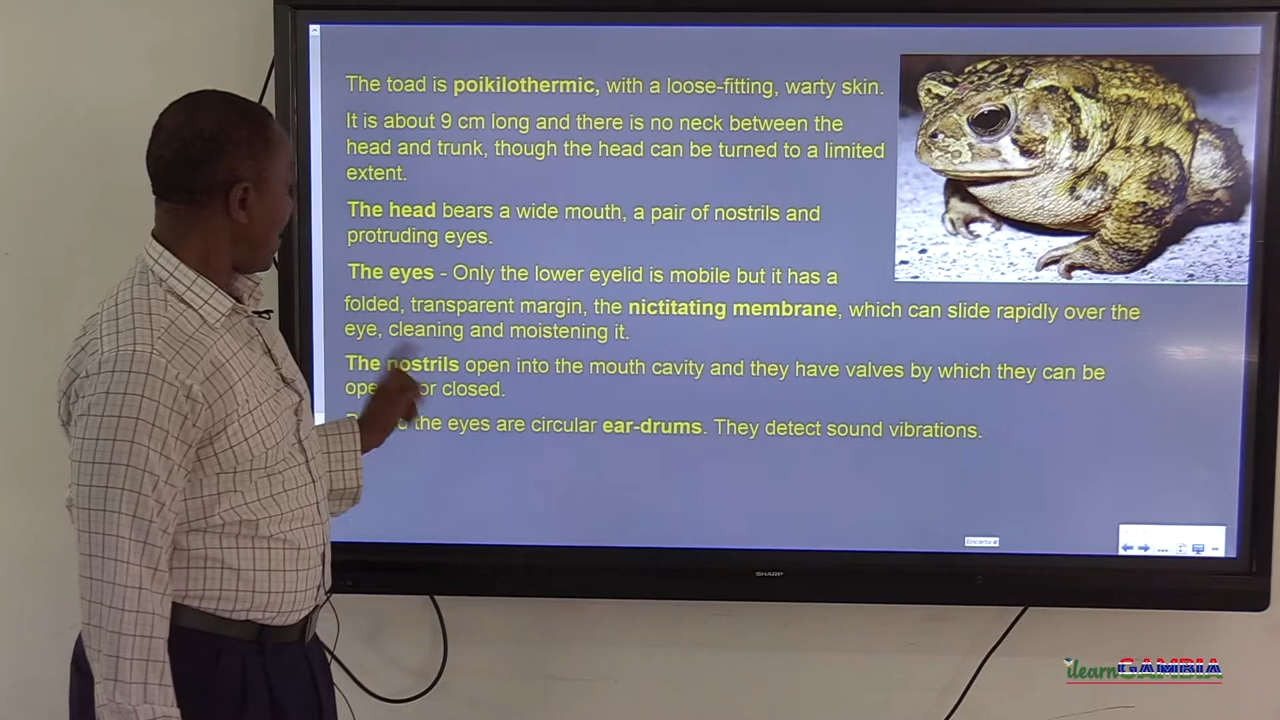 The toad is poikilothermic, with a loose-fitting, warty skin.
It is about 9 cm long and there is no neck between the
head and trunk, though the head can be turned to a limited
extent.
The head bears a wide mouth, a pair of nostrils and
protruding eyes.
The eyes - Only the lower eyelid is mobile but it has a
folded, transparent margin, the nictitating membrane, which can slide rapidly over the
eye, cleaning and moistening it.
The nostrils open into the mouth cavity and they have valves by which they can be
or closed.
the eyes are circular ear-drums. They detect sound vibrations.
Encarta
SHARP
ilearnGAMBIA